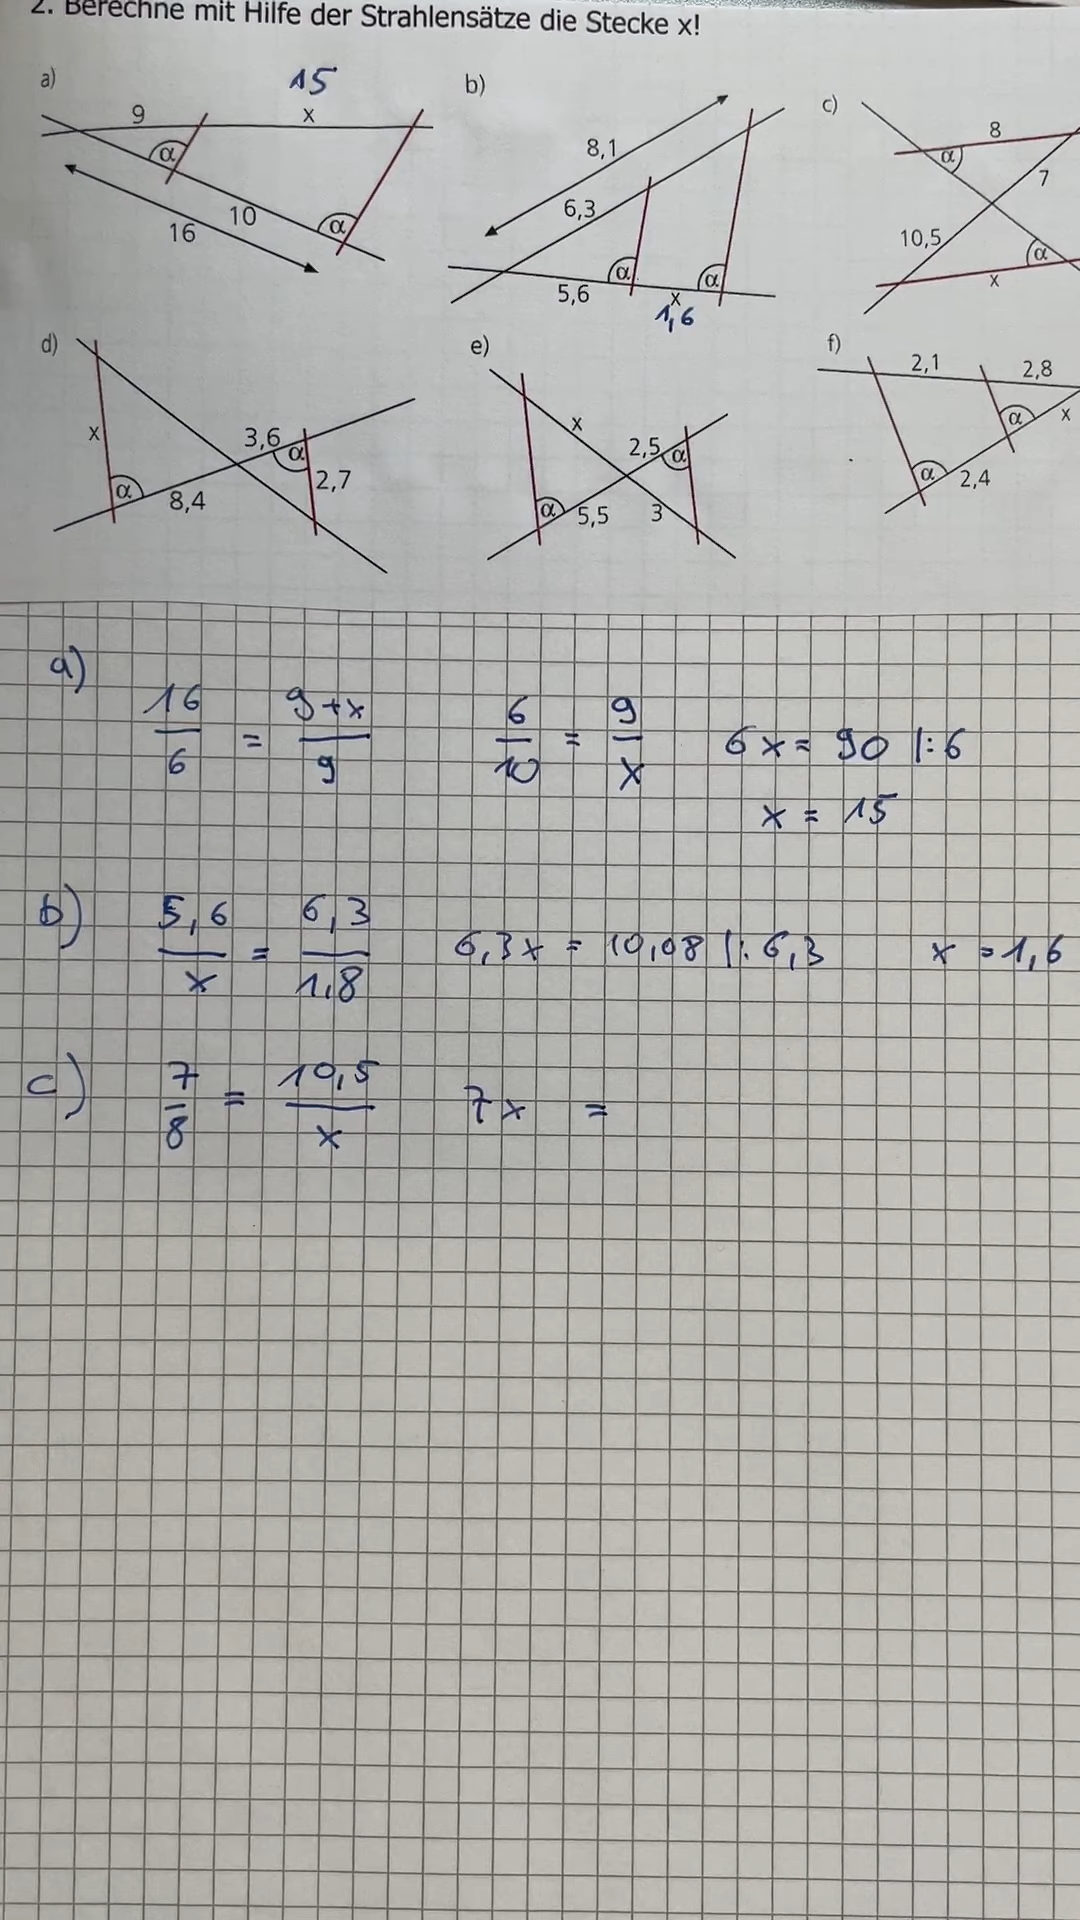 2. Berechne mit Hilfe der Strahlensätze die Stecke x!
a)
15
9
x
α
10
α
16
b)
8,1
6,3
α
α
5,6
x
1,6
c)
8
α
7
10,5
α
x
d)
x
3,6
α
α
2,7
8,4
e)
x
2,5
α
α
5,5
3
f)
2,1
2,8
α
x
α
2,4
a) 16/6 = 9+x/9 6/10 = 9/x 6x = 90 |:6
x = 15
b) 5,6/x = 6,3/1,8 6,3x = 10,08 |: 6,3 x = 1,6
c) 7/8 = 10,5/x 7x =